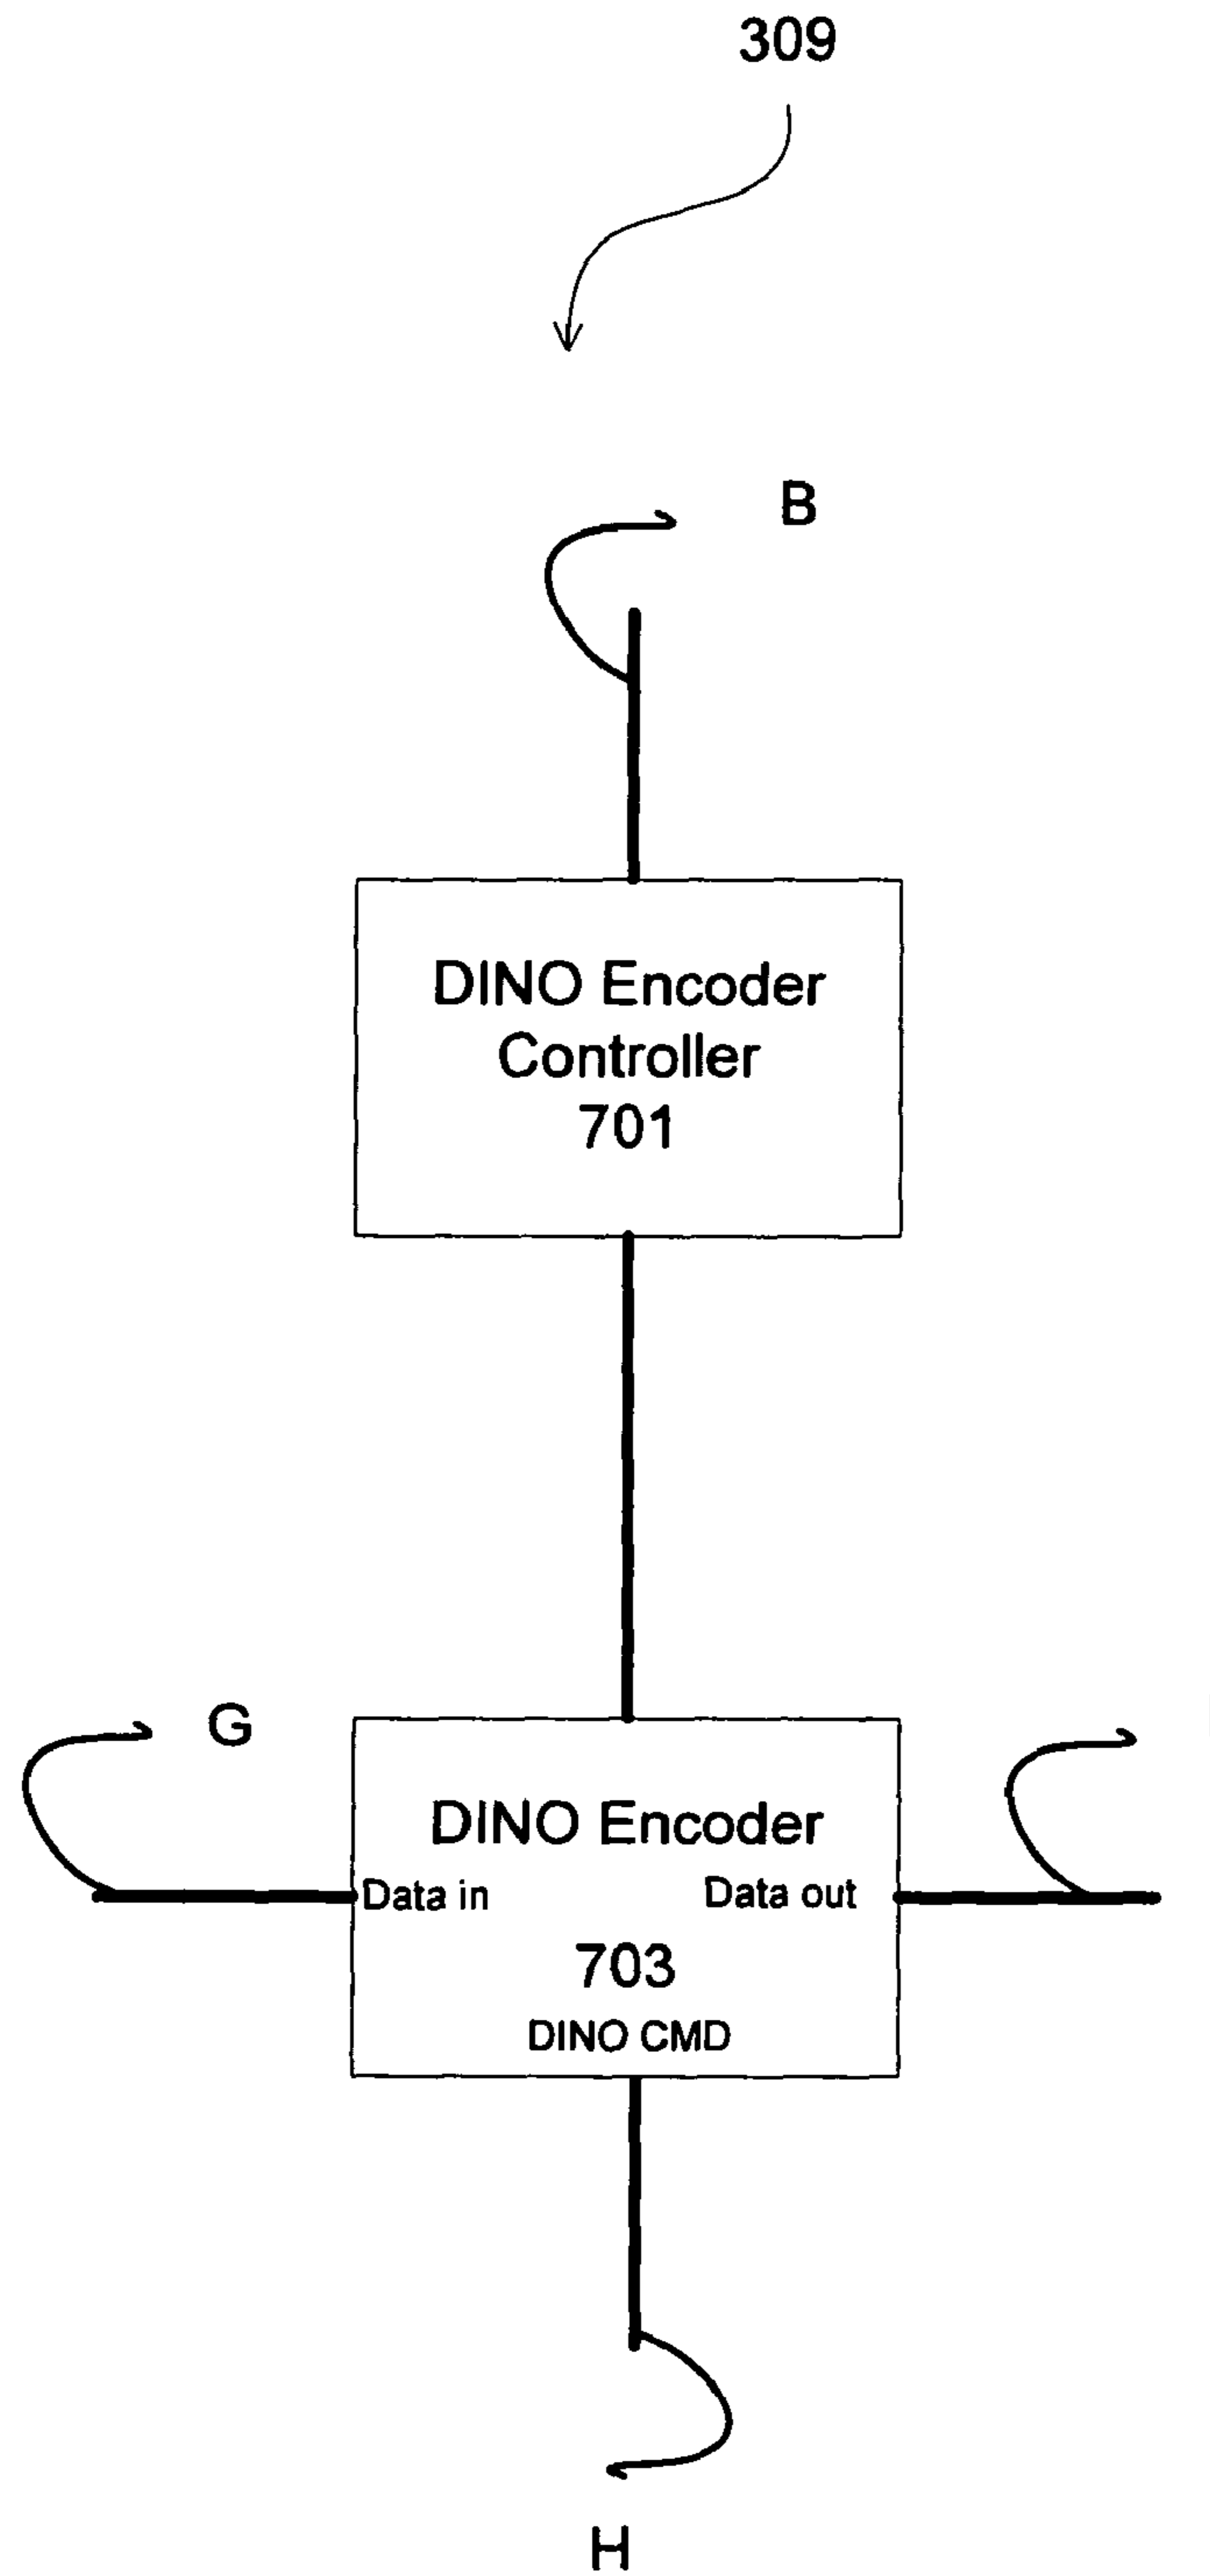 309
B
DINO Encoder
Controller
701
G
DINO Encoder
Data in
Data out
703
DINO CMD
H